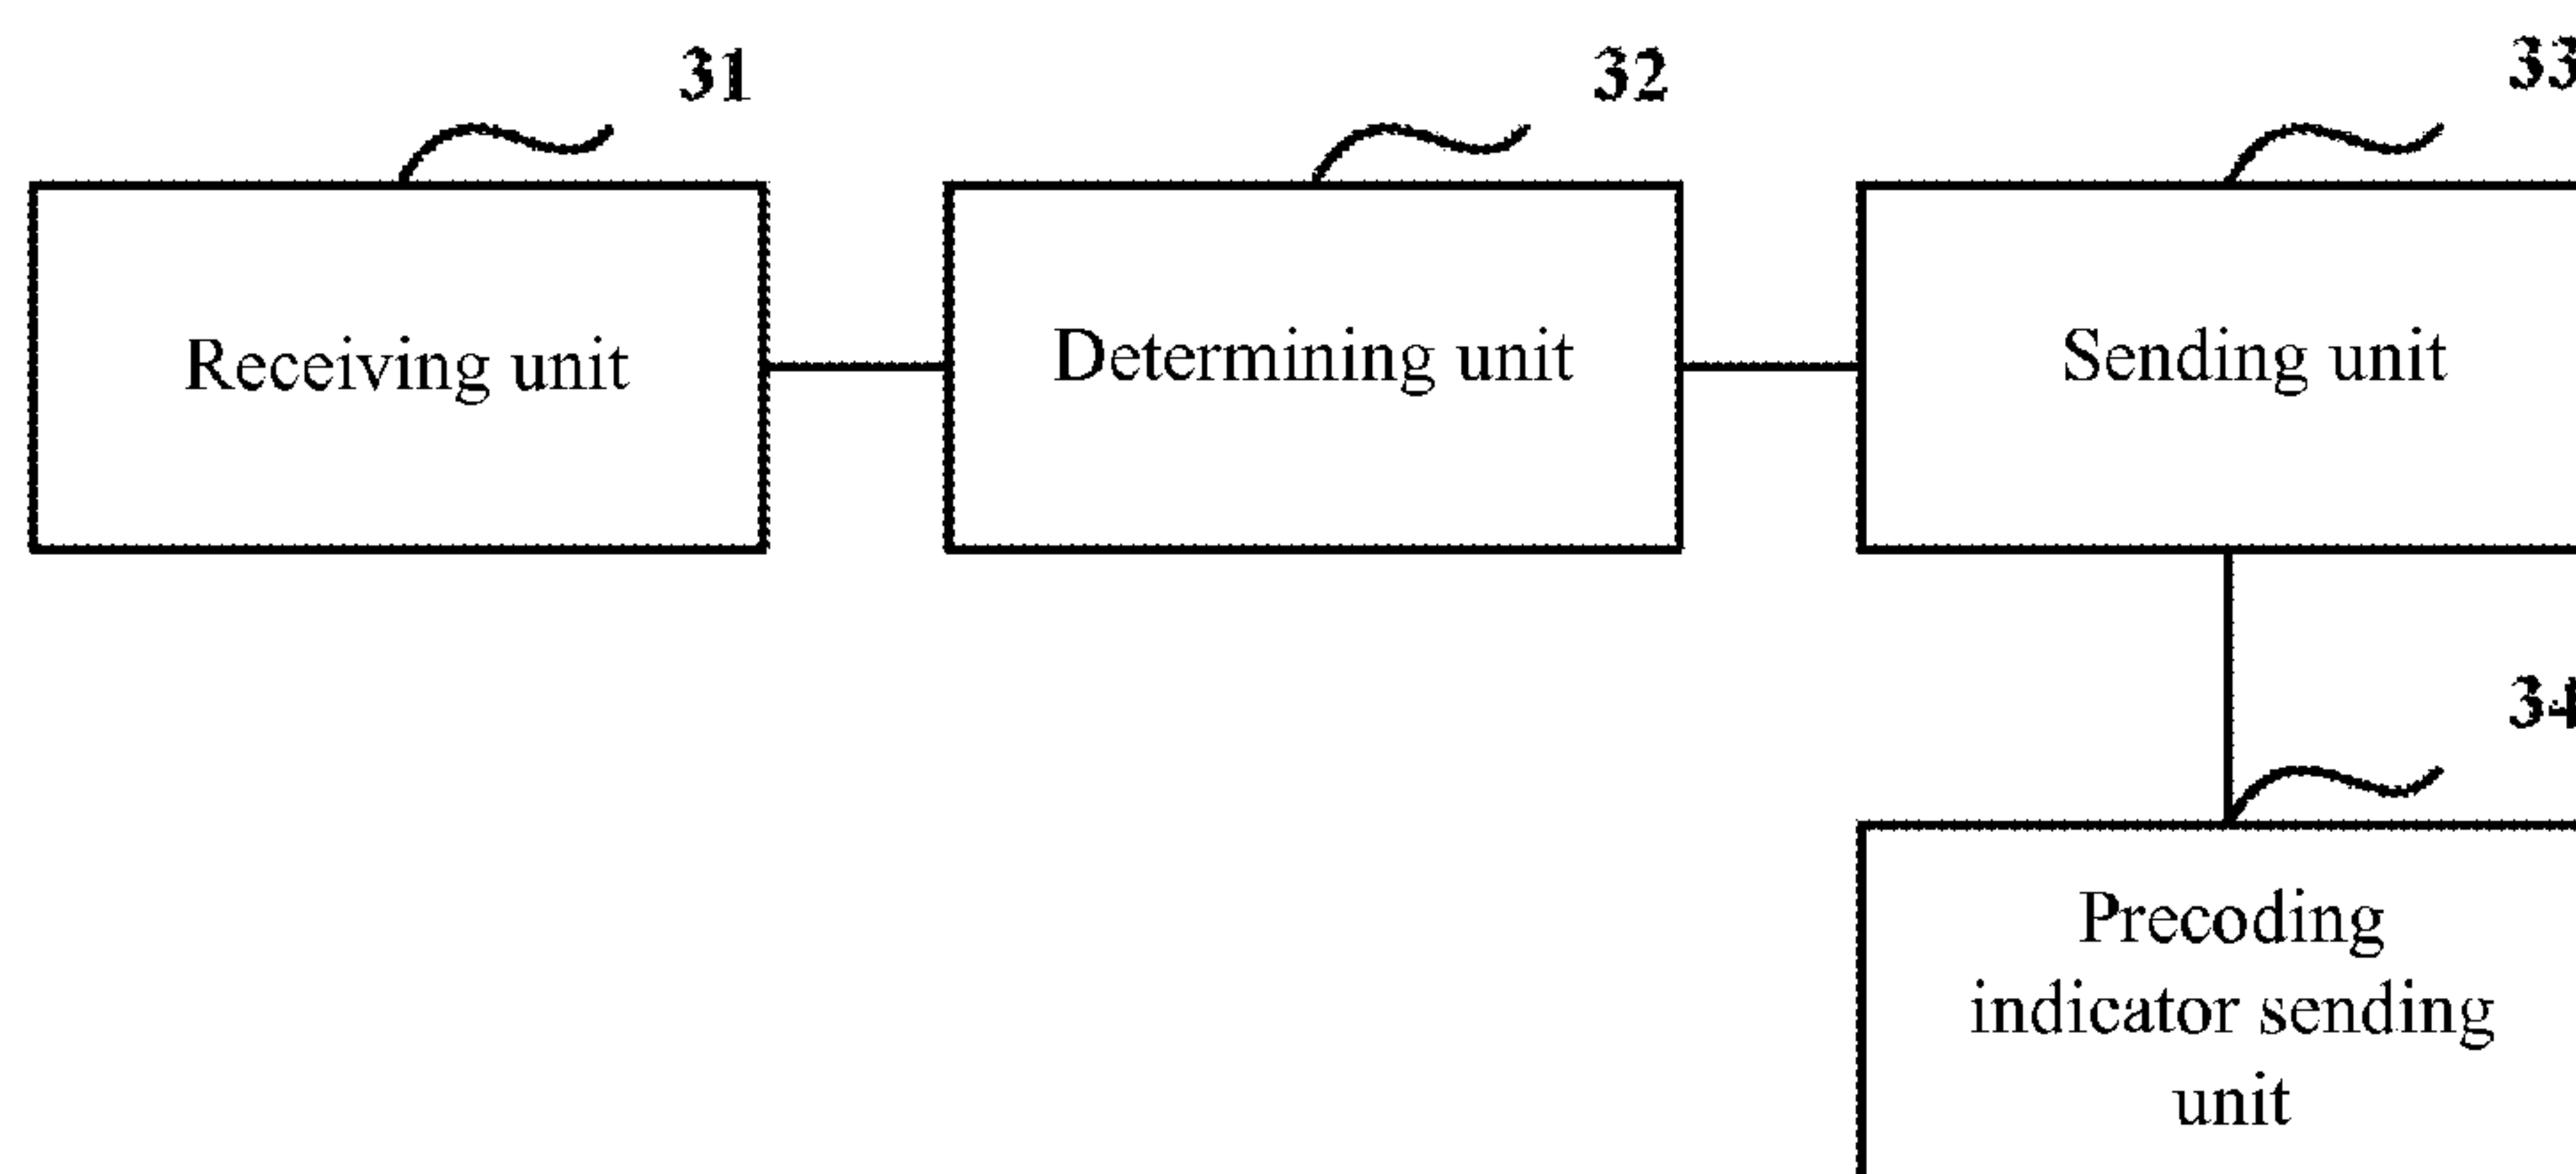 31
32
33
Receiving unit
Determining unit
Sending unit
34
Precoding
indicator sending
unit